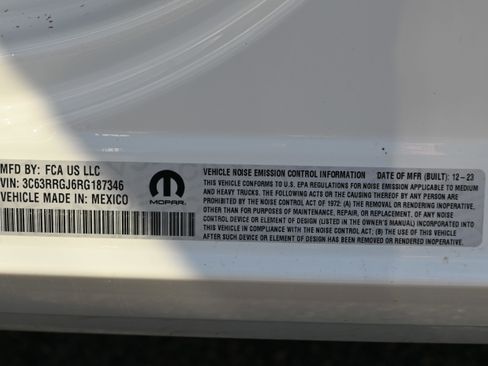 MFD BY: FCA US LLC
VIN: 3C63RRGJ6RG187346
VEHICLE MADE IN: MEXICO
MOPAR
VEHICLE NOISE EMISSION CONTROL INFORMATION DATE OF MFR (BUILT): 12-23
THIS VEHICLE CONFORMS TO U.S. EPA REGULATIONS FOR NOISE EMISSION APPLICABLE TO MEDIUM
AND HEAVY TRUCKS. THE FOLLOWING ACTS OR THE CAUSING THEREOF BY ANY PERSON ARE
PROHIBITED BY THE NOISE CONTROL ACT OF 1972: (A) THE REMOVAL OR RENDERING INOPERATIVE,
OTHER THAN FOR PURPOSES OF MAINTENANCE, REPAIR, OR REPLACEMENT, OF ANY NOISE
CONTROL DEVICE OR ELEMENT OF DESIGN (LISTED IN THE OWNER'S MANUAL) INCORPORATED INTO
THIS VEHICLE IN COMPLIANCE WITH THE NOISE CONTROL ACT; (B) THE USE OF THIS VEHICLE
AFTER SUCH DEVICE OR ELEMENT OF DESIGN HAS BEEN REMOVED OR RENDERED INOPERATIVE.